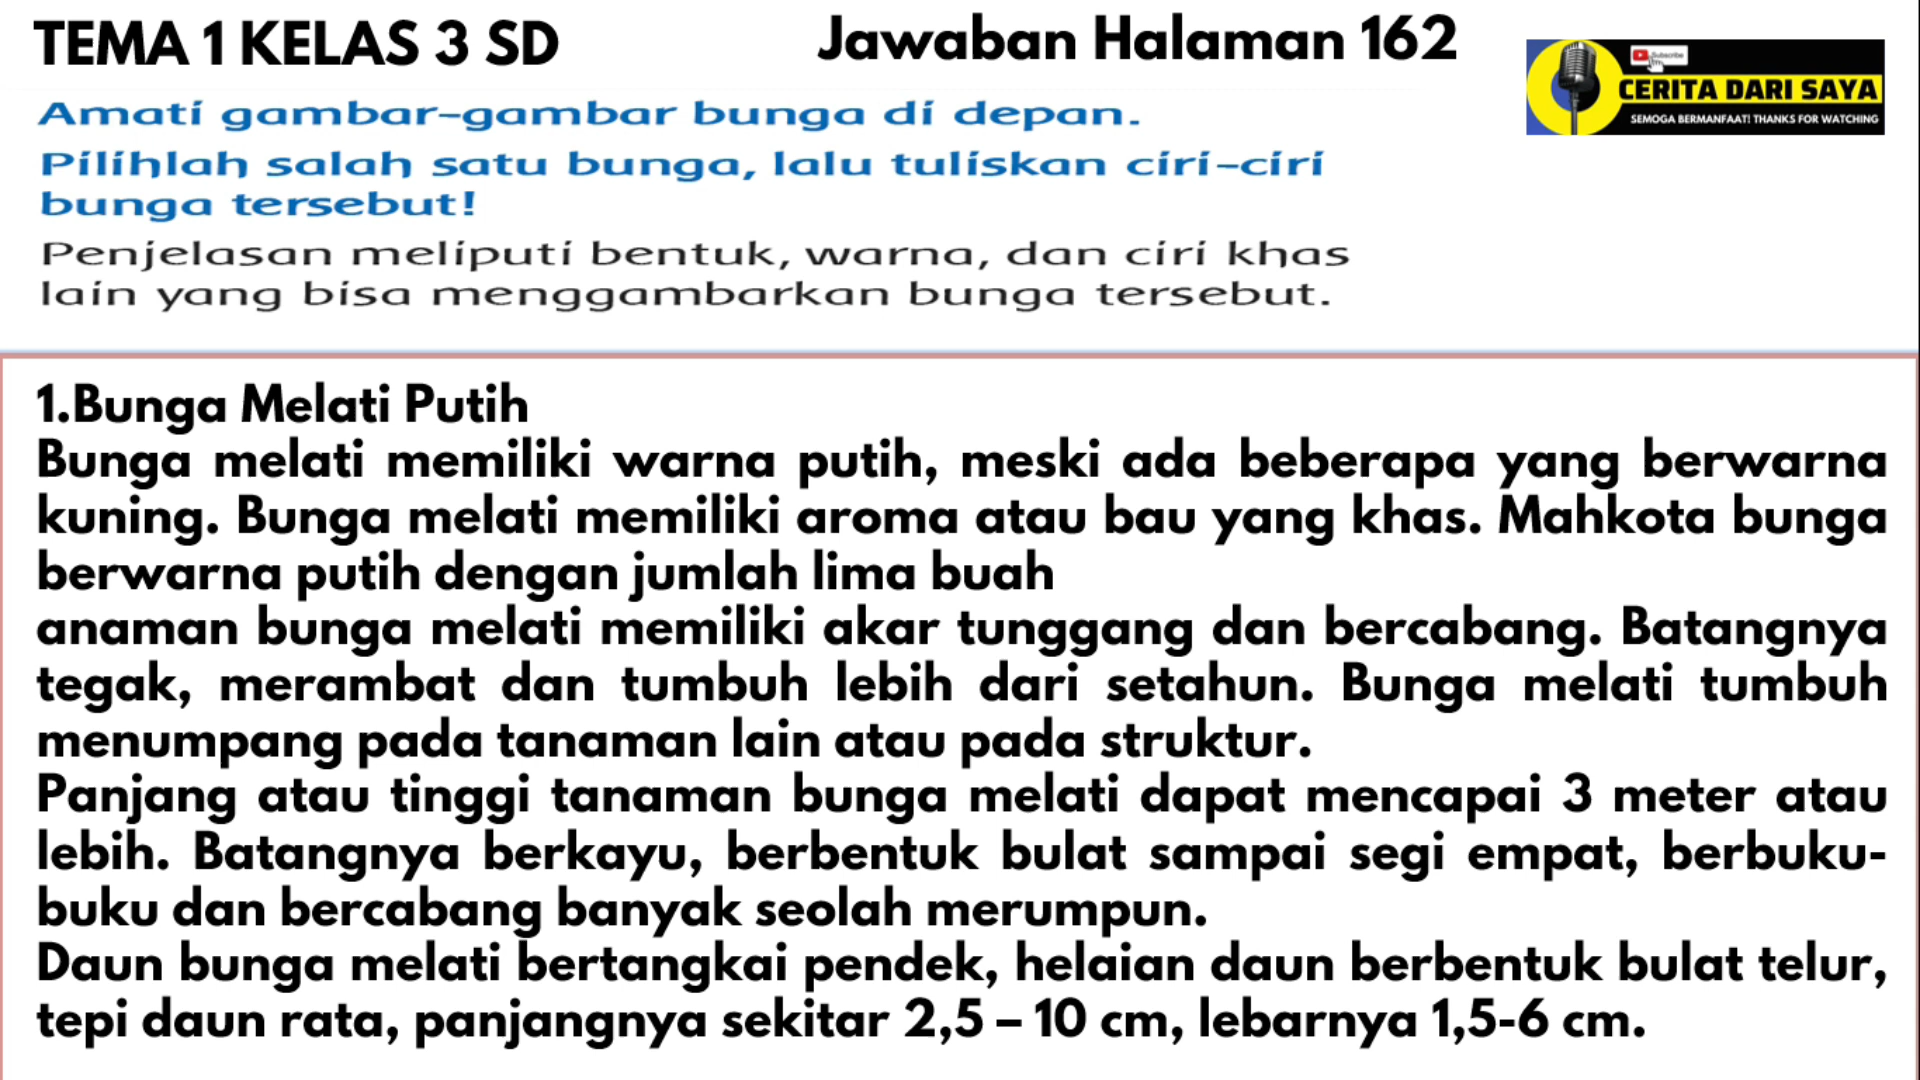 TEMA 1 KELAS 3 SD
Jawaban Halaman 162
Subscribe
CERITA DARI SAYA
SEMOGA BERMANFAAT! THANKS FOR WATCHING
Amati gambar-gambar bunga di depan.
Pilihlah salah satu bunga, lalu tuliskan ciri-ciri
bunga tersebut!
Penjelasan meliputi bentuk, warna, dan ciri khas
lain yang bisa menggambarkan bunga tersebut.
1.Bunga Melati Putih
Bunga melati memiliki warna putih, meski ada beberapa yang berwarna
kuning. Bunga melati memiliki aroma atau bau yang khas. Mahkota bunga
berwarna putih dengan jumlah lima buah
anaman bunga melati memiliki akar tunggang dan bercabang. Batangnya
tegak, merambat dan tumbuh lebih dari setahun. Bunga melati tumbuh
menumpang pada tanaman lain atau pada struktur.
Panjang atau tinggi tanaman bunga melati dapat mencapai 3 meter atau
lebih. Batangnya berkayu, berbentuk bulat sampai segi empat, berbuku-
buku dan bercabang banyak seolah merumpun.
Daun bunga melati bertangkai pendek, helaian daun berbentuk bulat telur,
tepi daun rata, panjangnya sekitar 2,5 – 10 cm, lebarnya 1,5-6 cm.